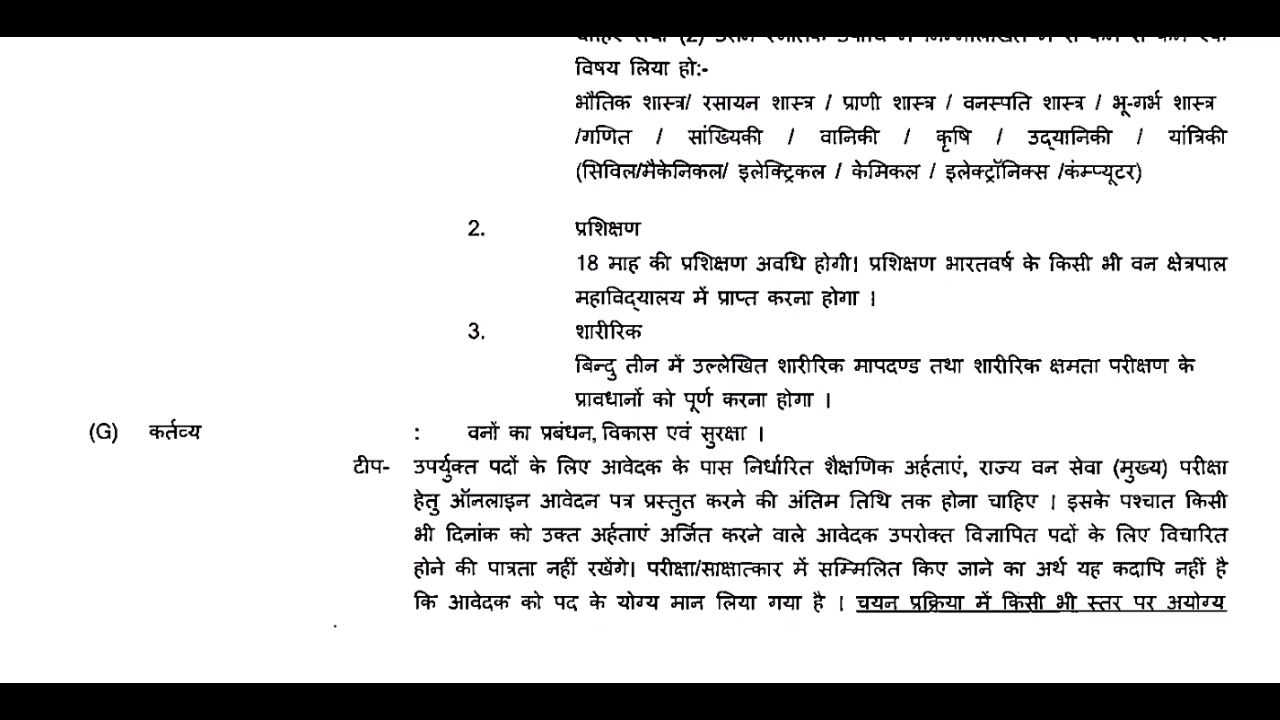 विषय लिया हो:-
भौतिक शास्त्र/ रसायन शास्त्र / प्राणी शास्त्र / वनस्पति शास्त्र / भू-गर्भ शास्त्र
/गणित / सांख्यिकी / वानिकी / कृषि / उद्यानिकी / यांत्रिकी
(सिविल/मैकेनिकल/ इलेक्ट्रिकल / केमिकल / इलेक्ट्रॉनिक्स /कंम्प्यूटर)
2. प्रशिक्षण
18 माह की प्रशिक्षण अवधि होगी। प्रशिक्षण भारतवर्ष के किसी भी वन क्षेत्रपाल
महाविद्यालय में प्राप्त करना होगा ।
3. शारीरिक
बिन्दु तीन में उल्लेखित शारीरिक मापदण्ड तथा शारीरिक क्षमता परीक्षण के
प्रावधानों को पूर्ण करना होगा ।
(G) कर्तव्य : वनों का प्रबंधन, विकास एवं सुरक्षा ।
टीप- उपर्युक्त पदों के लिए आवेदक के पास निर्धारित शैक्षणिक अर्हताएं, राज्य वन सेवा (मुख्य) परीक्षा
हेतु ऑनलाइन आवेदन पत्र प्रस्तुत करने की अंतिम तिथि तक होना चाहिए । इसके पश्चात किसी
भी दिनांक को उक्त अर्हताएं अर्जित करने वाले आवेदक उपरोक्त विज्ञापित पदों के लिए विचारित
होने की पात्रता नहीं रखेंगे। परीक्षा/साक्षात्कार में सम्मिलित किए जाने का अर्थ यह कदापि नहीं है
कि आवेदक को पद के योग्य मान लिया गया है । चयन प्रक्रिया में किसी भी स्तर पर अयोग्य